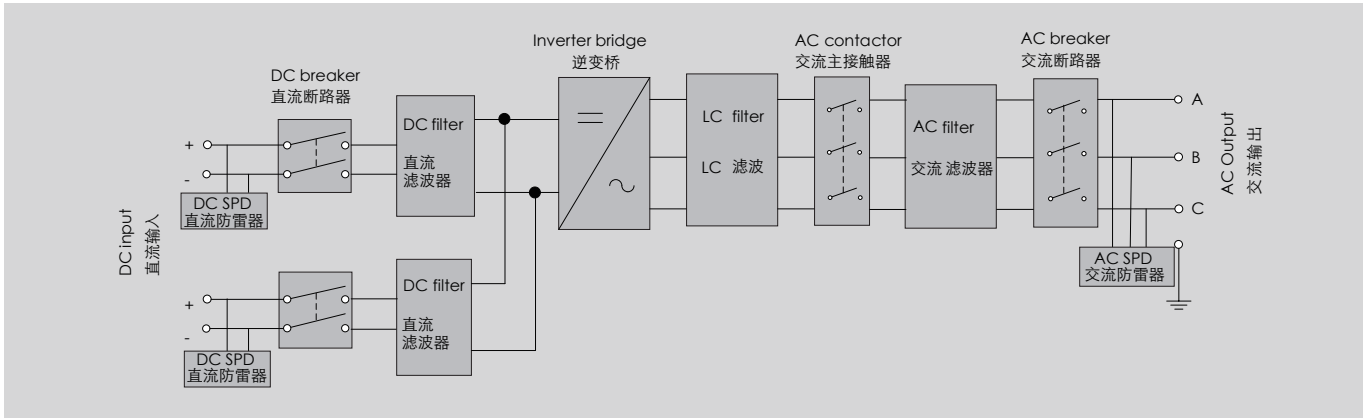 Inverter bridge
逆变桥
AC contactor
交流主接触器
AC breaker
交流断路器
DC breaker
直流断路器
DC filter
直流
滤波器
LC filter
LC 滤波
AC filter
交流 滤波器
A
B
C
AC Output
交流输出
+
-
DC SPD
直流防雷器
DC input
直流输入
AC SPD
交流防雷器
DC filter
直流
滤波器
+
-
DC SPD
直流防雷器